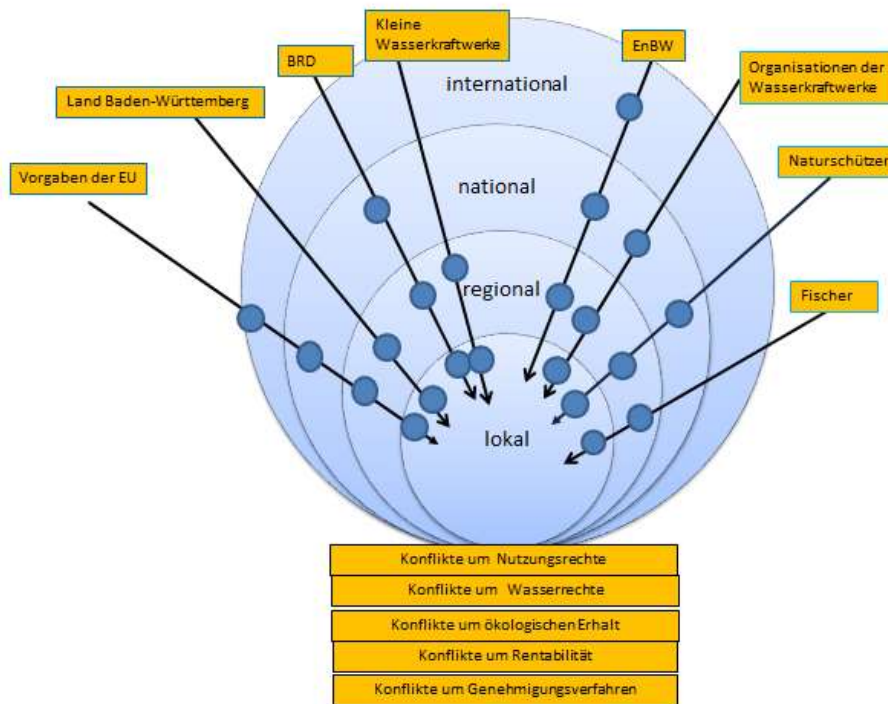 Kleine
Wasserkraftwerke
BRD
EnBW
Organisationen der
Wasserkraftwerke
Land Baden-Württemberg
international
Vorgaben der EU
national
Naturschützer
regional
Fischer
lokal
Konflikte um Nutzungsrechte
Konflikte um Wasserrechte
Konflikte um ökologischen Erhalt
Konflikte um Rentabilität
Konflikte um Genehmigungsverfahren